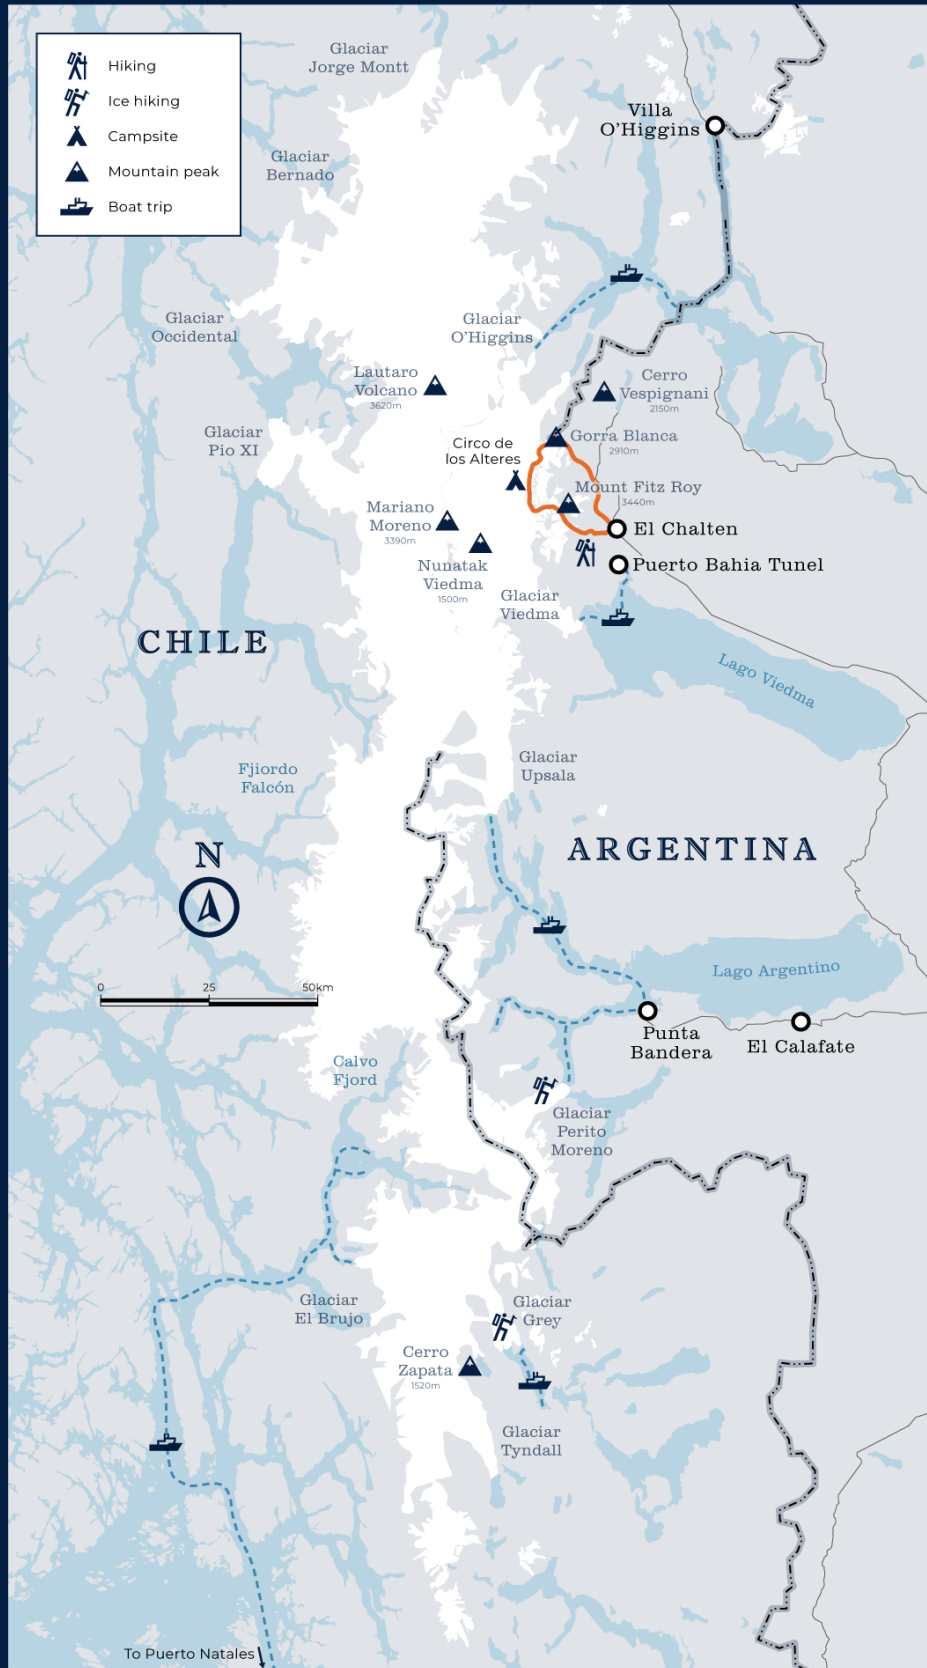 Hiking
Ice hiking
Campsite
Mountain peak
Boat trip
Glaciar
Jorge Montt
Villa
O'Higgins
Glaciar
Bernado
Glaciar
Occidental
Glaciar
O'Higgins
Lautaro
Volcano
3620m
Cerro
Vespignani
2150m
Glaciar
Pio XI
Circo de
los Alteres
Gorra Blanca
2910m
Mount Fitz Roy
3440m
Mariano
Moreno
3390m
El Chalten
Nunatak
Viedma
1500m
Puerto Bahia Tunel
Glaciar
Viedma
CHILE
Lago Viedma
Glaciar
Upsala
Fjiordo
Falcón
ARGENTINA
N
0 25 50km
Lago Argentino
Punta
Bandera
El Calafate
Calvo
Fjord
Glaciar
Perito
Moreno
Glaciar
El Brujo
Glaciar
Grey
Cerro
Zapata
1520m
Glaciar
Tyndall
To Puerto Natales